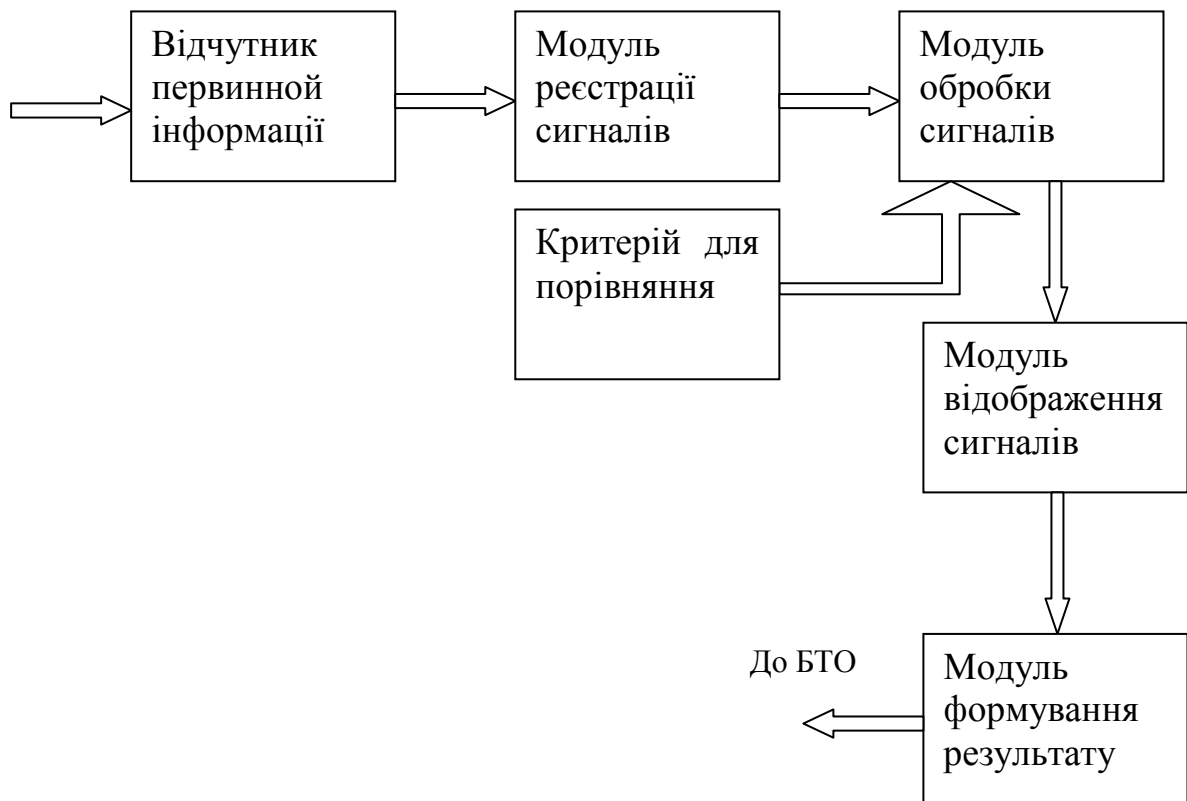 Відчутник
первинной
інформації
Модуль
реєстрації
сигналів
Модуль
обробки
сигналів
Критерій для
порівняння
Модуль
відображення
сигналів
До БТО
Модуль
формування
результату